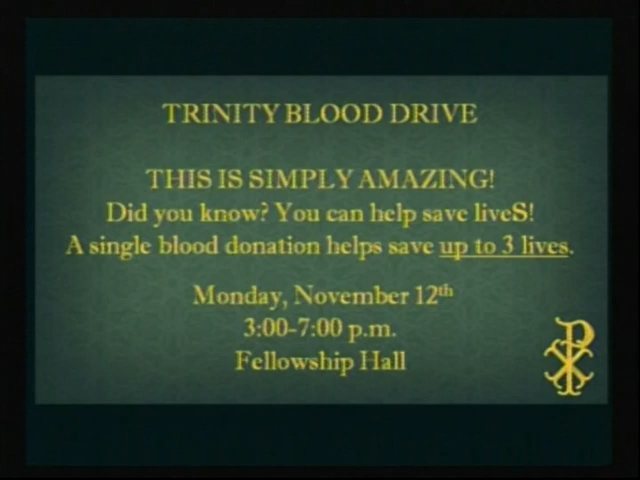 TRINITY BLOOD DRIVE
THIS IS SIMPLY AMAZING!
Did you know? You can help save liveS!
A single blood donation helps save up to 3 lives.
Monday, November 12th
3:00-7:00 p.m.
Fellowship Hall